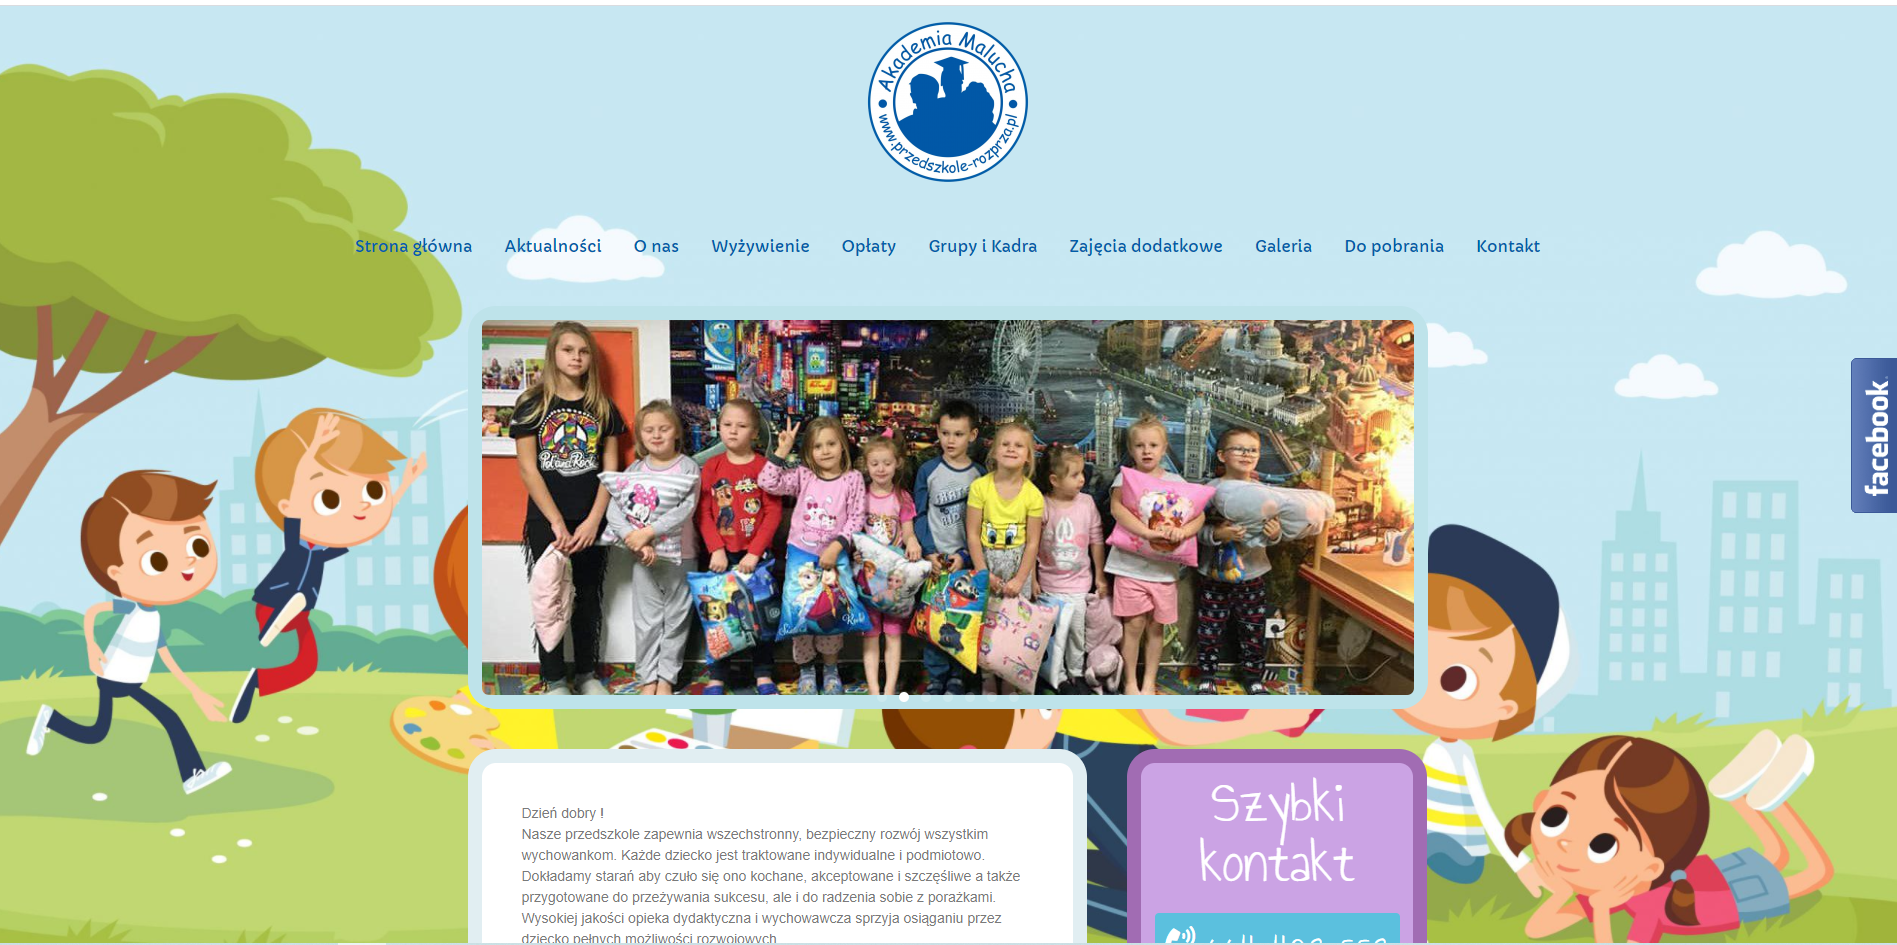 Akademia Malucha
www.przedszkole-rozprza.pl
Strona główna Aktualności O nas Wyżywienie Opłaty Grupy i Kadra Zajęcia dodatkowe Galeria Do pobrania Kontakt
facebook
Dzień dobry !
Nasze przedszkole zapewnia wszechstronny, bezpieczny rozwój wszystkim
wychowankom. Każde dziecko jest traktowane indywidualne i podmiotowo.
Dokładamy starań aby czuło się ono kochane, akceptowane i szczęśliwe a także
przygotowane do przeżywania sukcesu, ale i do radzenia sobie z porażkami.
Wysokiej jakości opieka dydaktyczna i wychowawcza sprzyja osiąganiu przez
dziecko pełnych możliwości rozwojowych
Szybki
kontakt